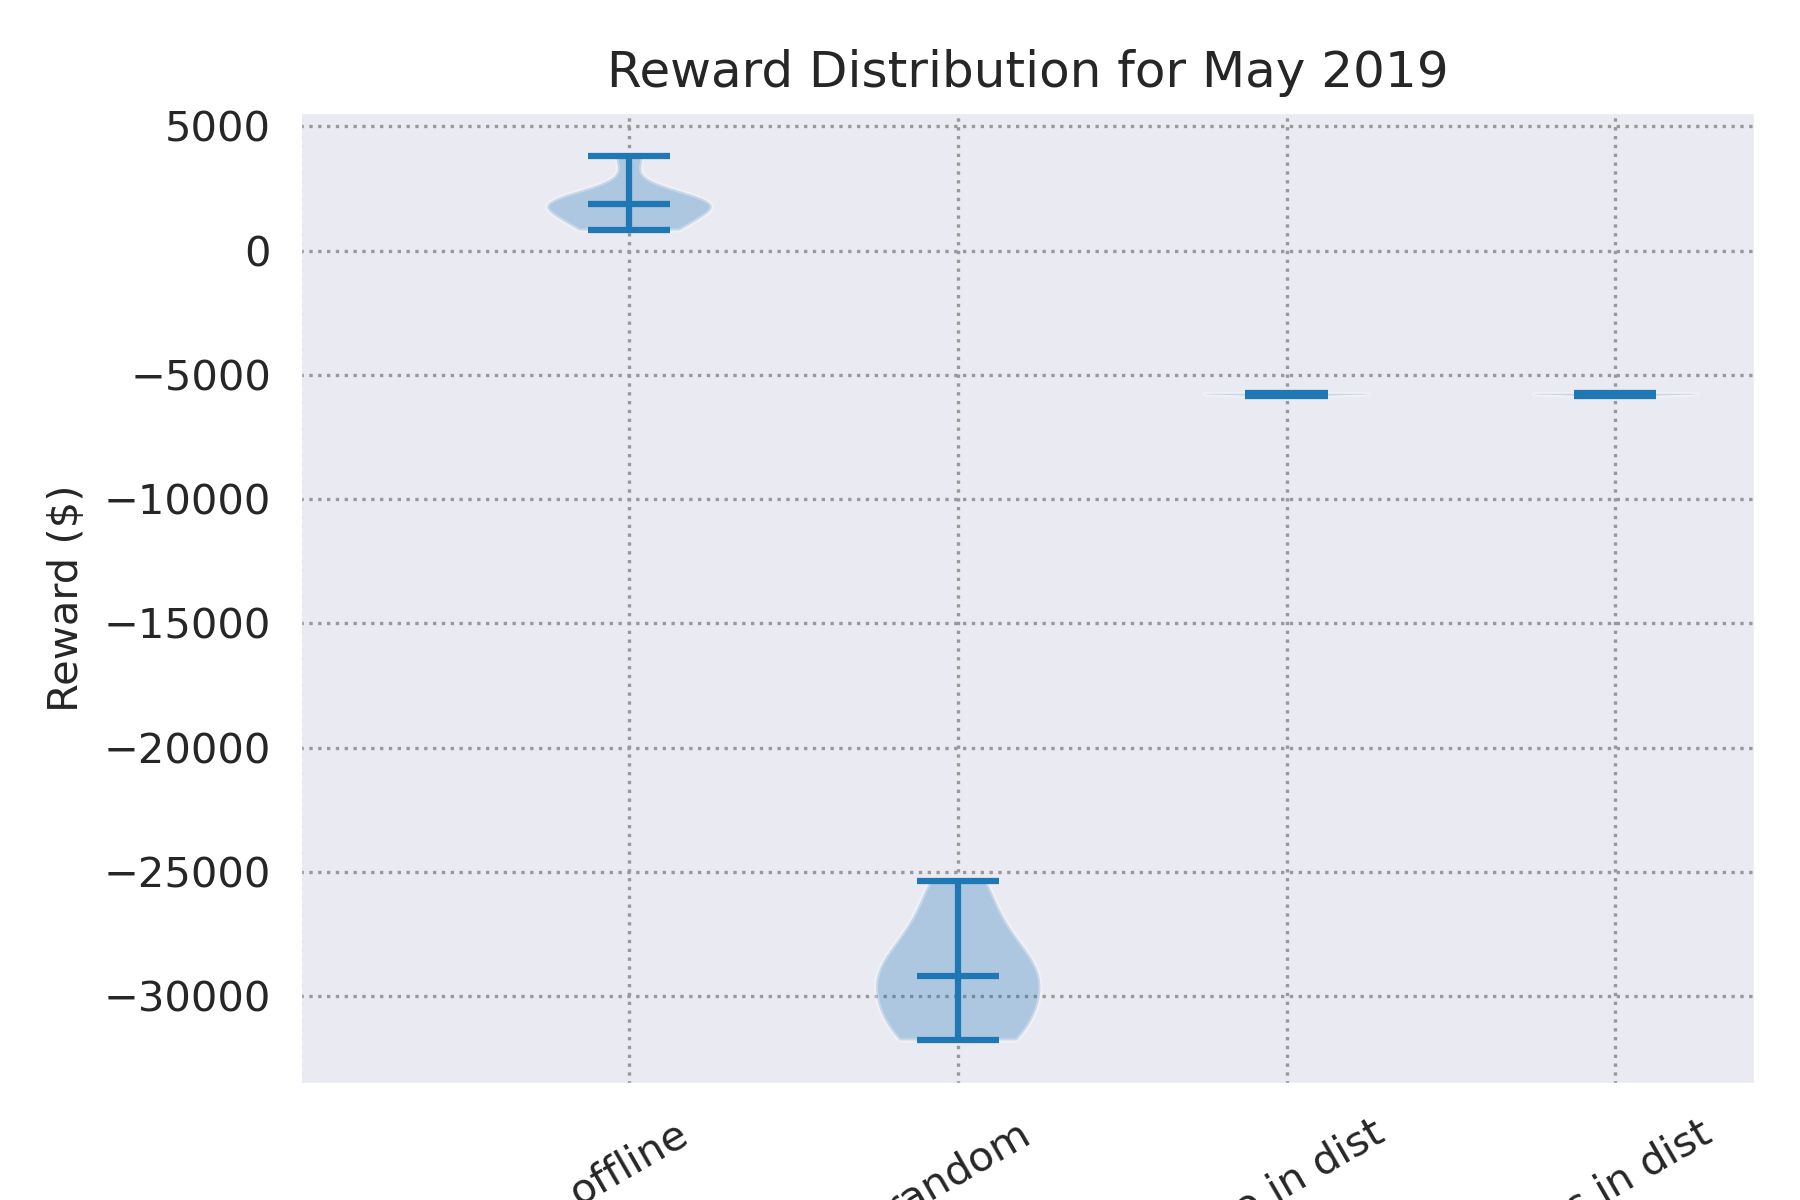 Reward Distribution for May 2019
5000
0
−5000
−10000
−15000
−20000
−25000
−30000
Reward ($)
offline
random
in dist
in dist